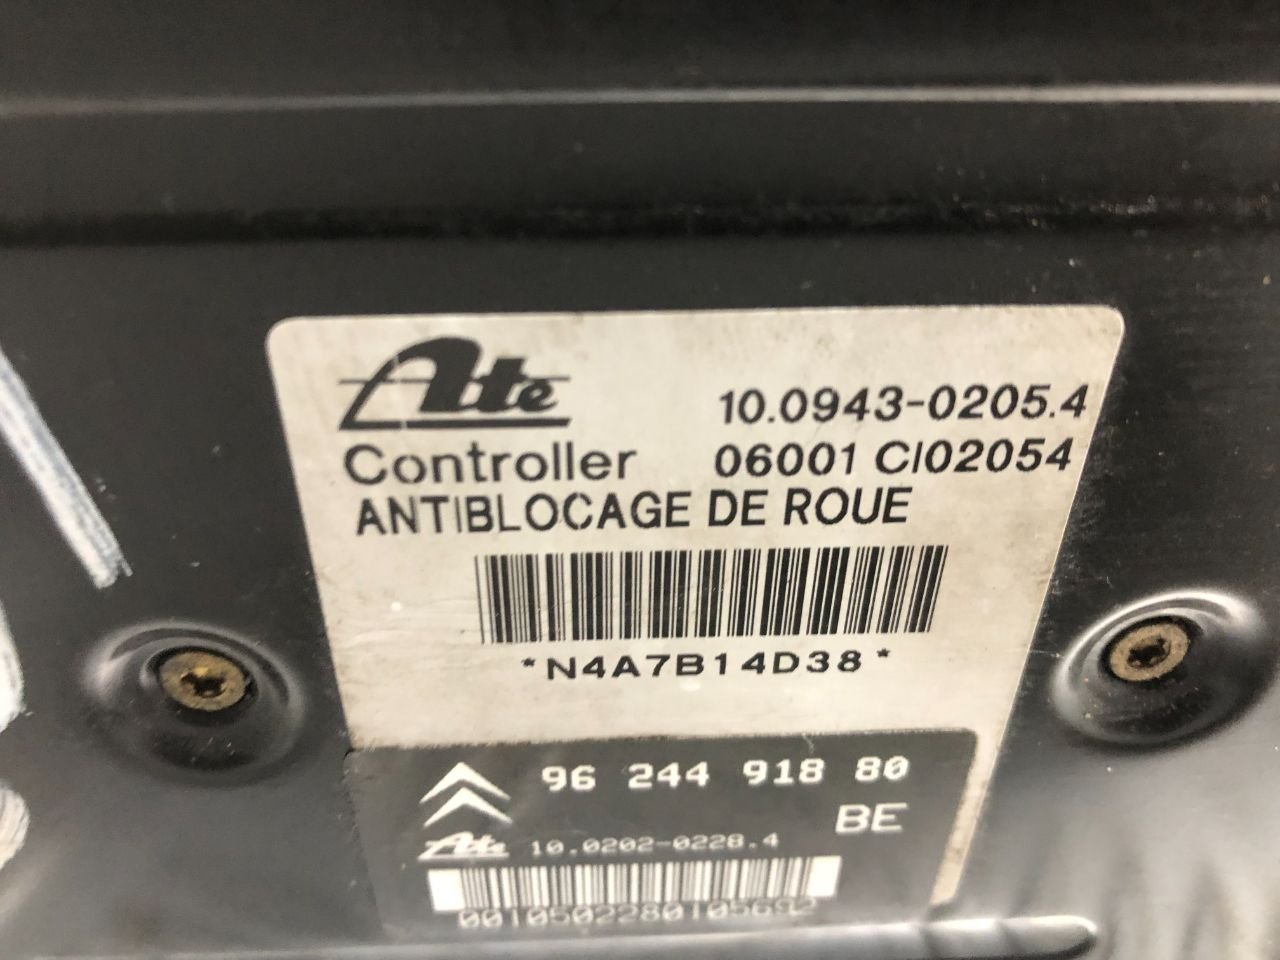 Ate
10.0943-0205.4
Controller
06001 CI02054
ANTIBLOCAGE DE ROUE
*N4A7B14D38*
96 244 918 80
BE
Ate 10.0202-0228.4
0010502280105692